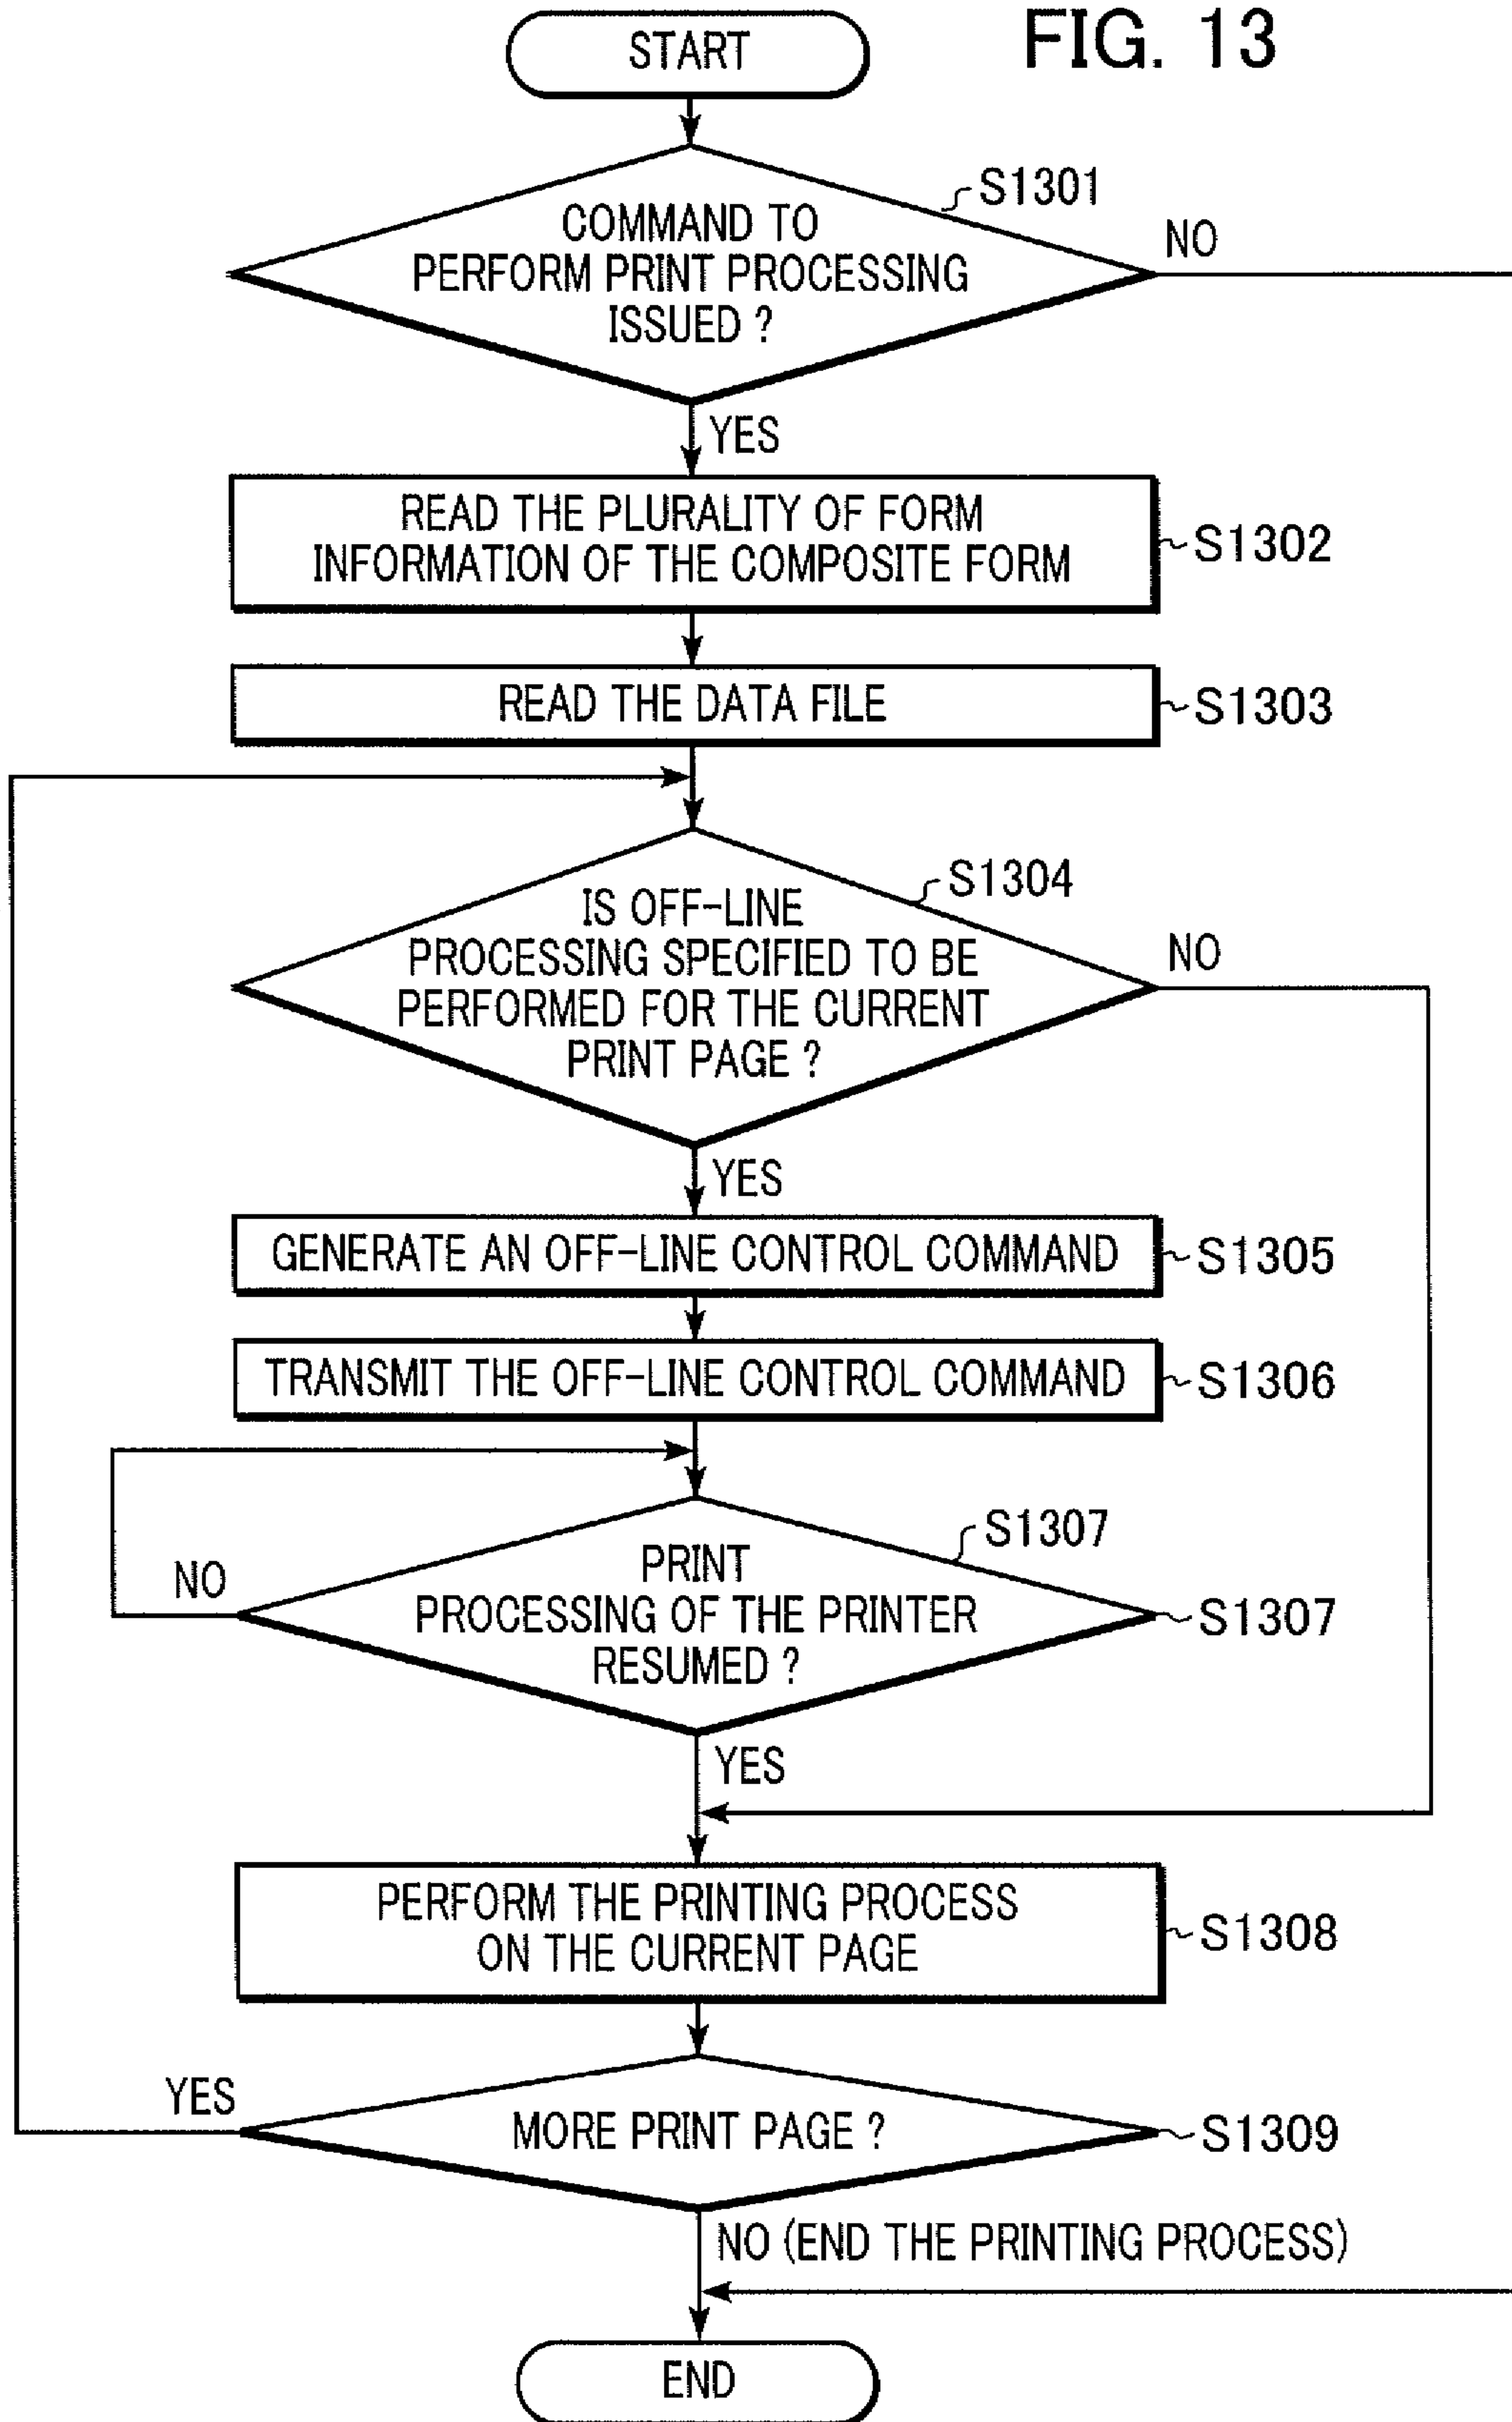 FIG. 13
START
S1301
COMMAND TO
PERFORM PRINT PROCESSING
ISSUED ?
NO
YES
READ THE PLURALITY OF FORM
INFORMATION OF THE COMPOSITE FORM
S1302
READ THE DATA FILE
S1303
S1304
IS OFF-LINE
PROCESSING SPECIFIED TO BE
PERFORMED FOR THE CURRENT
PRINT PAGE ?
NO
YES
GENERATE AN OFF-LINE CONTROL COMMAND
S1305
TRANSMIT THE OFF-LINE CONTROL COMMAND
S1306
S1307
PRINT
PROCESSING OF THE PRINTER
RESUMED ?
NO
S1307
YES
PERFORM THE PRINTING PROCESS
ON THE CURRENT PAGE
S1308
YES
MORE PRINT PAGE ?
S1309
NO (END THE PRINTING PROCESS)
END